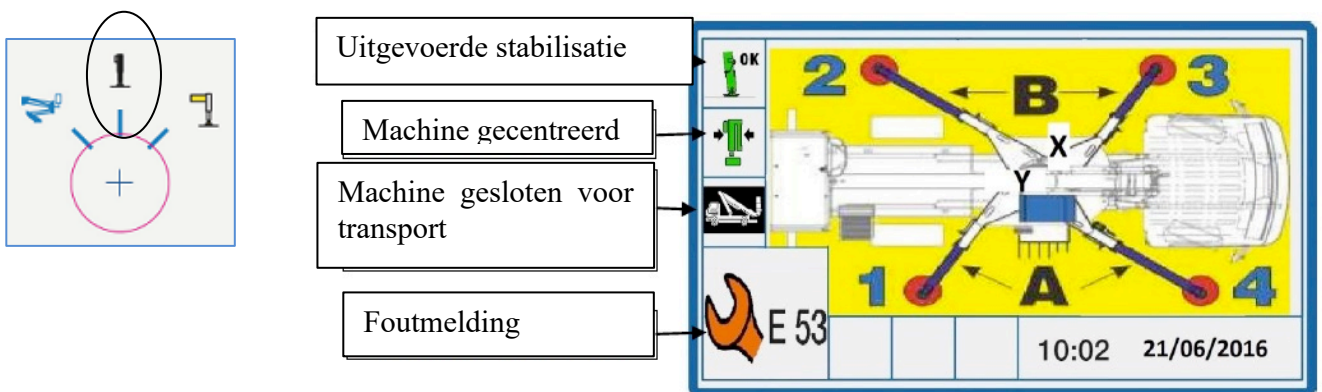 Uitgevoerde stabilisatie
Machine gecentreerd
Machine gesloten voor
transport
Foutmelding
OK
2 B 3
X
Y
1 A 4
E 53
10:02 21/06/2016